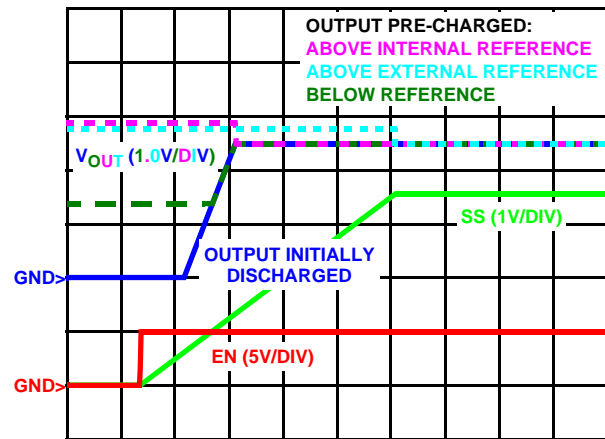 OUTPUT PRE-CHARGED:
ABOVE INTERNAL REFERENCE
ABOVE EXTERNAL REFERENCE
BELOW REFERENCE
VOUT (1.0V/DIV)
SS (1V/DIV)
OUTPUT INITIALLY
DISCHARGED
GND>
EN (5V/DIV)
GND>